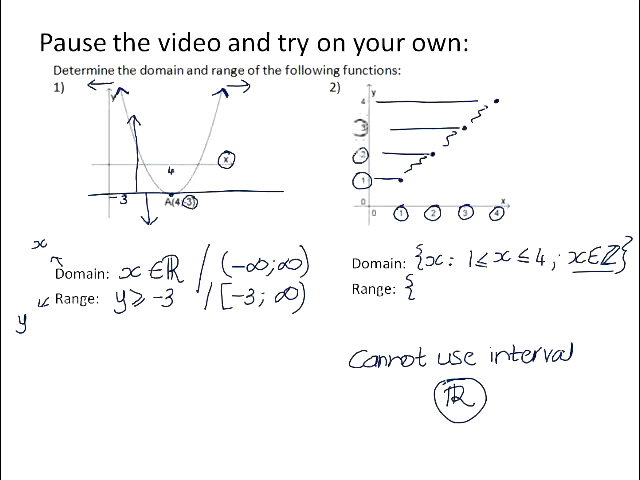 Pause the video and try on your own:
Determine the domain and range of the following functions:
1)
y
x
4
-3
A(4;-3)
x
Domain: x ∈ ℝ / (-∞;∞)
Range: y ⩾ -3 / [-3; ∞)
y
2)
y
4
3
2
1
0
0 1 2 3 4
x
Domain: {x: 1 ≤ x ≤ 4 ; x∈ℤ}
Range: {
Cannot use interval
ℝ